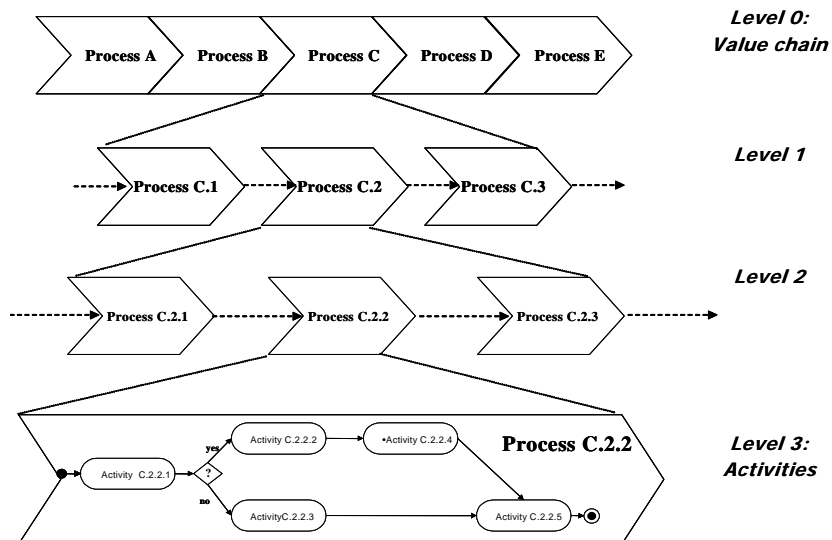 Level 0:
Value chain
Process A
Process B
Process C
Process D
Process E
Level 1
Process C.1
Process C.2
Process C.3
Level 2
Process C.2.1
Process C.2.2
Process C.2.3
Process C.2.2
Level 3:
Activities
yes
Activity C.2.2.2
•Activity C.2.2.4
Activity C.2.2.1
?
no
ActivityC.2.2.3
Activity C.2.2.5